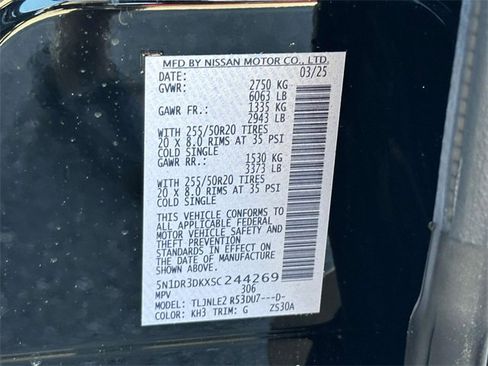 MFD BY NISSAN MOTOR CO., LTD.
DATE: 03/25
GVWR: 2750 KG
6063 LB
GAWR FR.: 1335 KG
2943 LB
WITH 255/50R20 TIRES
20 X 8.0 RIMS AT 35 PSI
COLD SINGLE
GAWR RR.: 1530 KG
3373 LB
WITH 255/50R20 TIRES
20 X 8.0 RIMS AT 35 PSI
COLD SINGLE
THIS VEHICLE CONFORMS TO
ALL APPLICABLE FEDERAL
MOTOR VEHICLE SAFETY AND
THEFT PREVENTION
STANDARDS IN EFFECT ON
THE DATE OF MANUFACTURE
SHOWN ABOVE.
5N1DR3DKXSC244269
MPV 306
MODEL: TLJNLE2 R53DU7---D-
COLOR: KH3 TRIM: G ZS30A